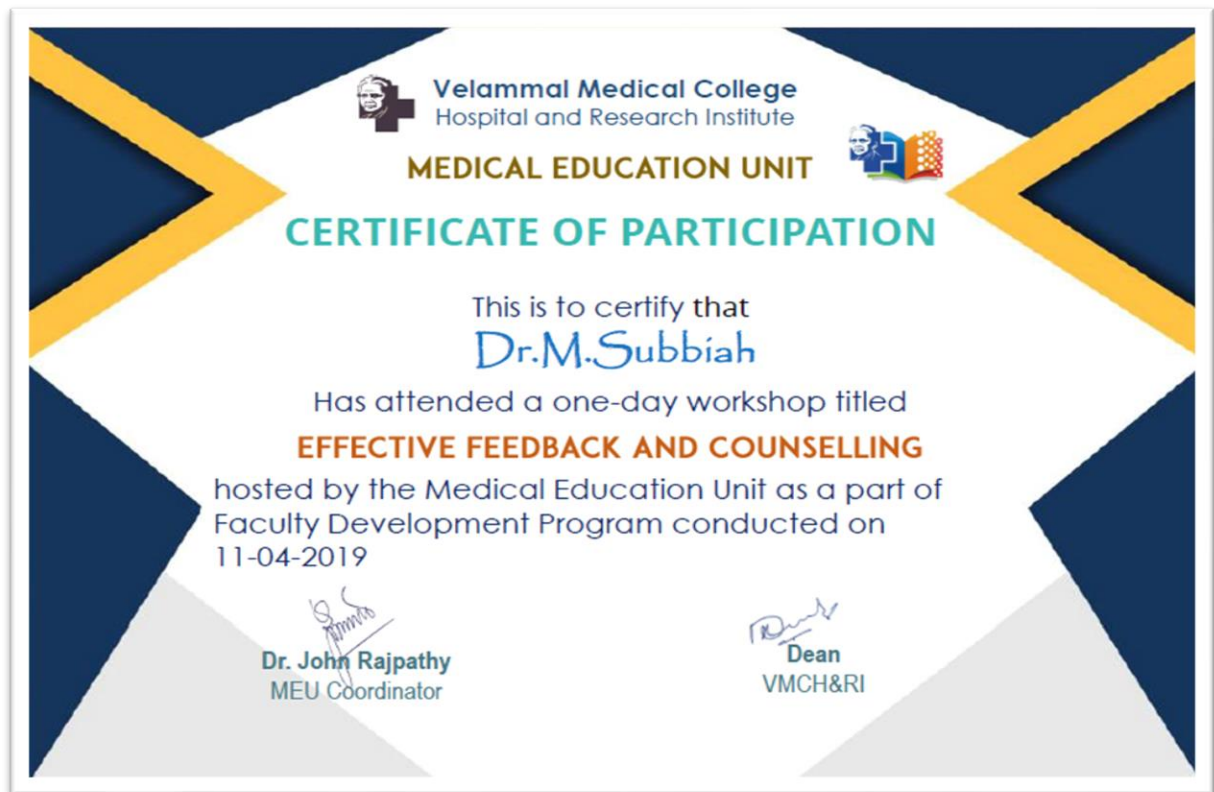 Velammal Medical College
Hospital and Research Institute
MEDICAL EDUCATION UNIT
CERTIFICATE OF PARTICIPATION
This is to certify that
Dr.M.Subbiah
Has attended a one-day workshop titled
EFFECTIVE FEEDBACK AND COUNSELLING
hosted by the Medical Education Unit as a part of
Faculty Development Program conducted on
11-04-2019
Dr. John Rajpathy
MEU Coordinator
Dean
VMCH&RI